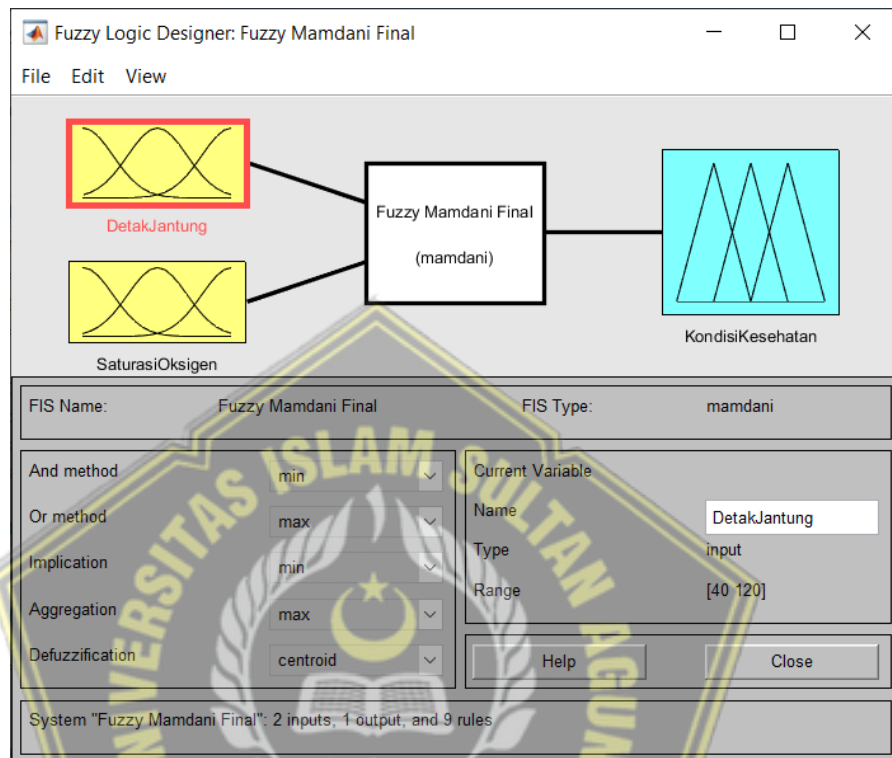 Fuzzy Logic Designer: Fuzzy Mamdani Final
File Edit View
DetakJantung
Fuzzy Mamdani Final
(mamdani)
SaturasiOksigen
KondisiKesehatan
FIS Name: Fuzzy Mamdani Final FIS Type: mamdani
And method min
Or method max
Implication min
Aggregation max
Defuzzification centroid
Current Variable
Name DetakJantung
Type input
Range [40 120]
Help Close
System "Fuzzy Mamdani Final": 2 inputs, 1 output, and 9 rules
UNIVERSITAS ISLAM SULTAN AGUN